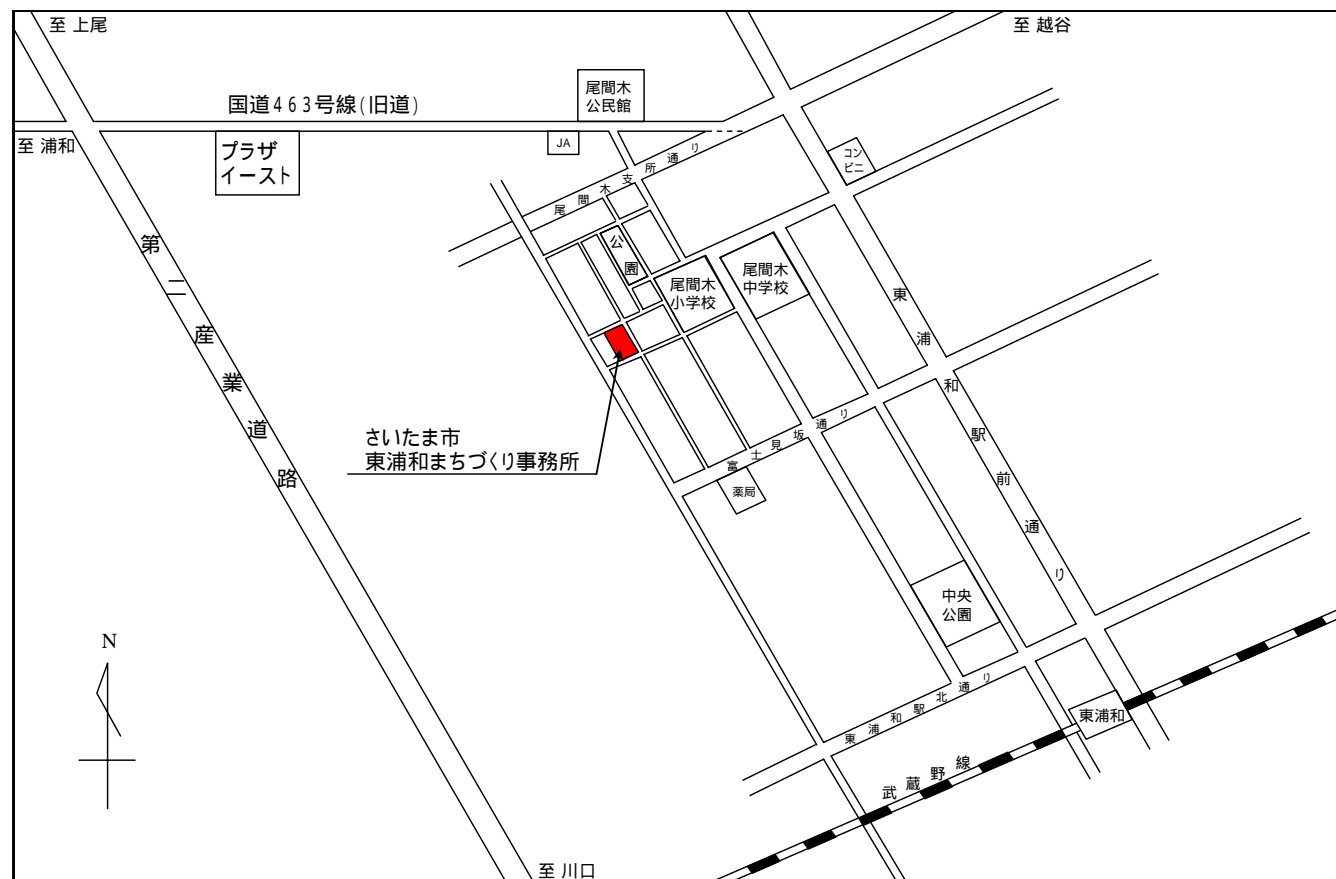 至 上尾
至 越谷
国道463号線(旧道)
尾間木
公民館
至 浦和
プラザ
イースト
JA
コン
ビニ
尾間木支所通り
公園
尾間木
小学校
尾間木
中学校
第二産業道路
東浦和駅前通り
さいたま市
東浦和まちづくり事務所
富士見坂通り
薬局
中央
公園
N
東浦和駅北通り
東浦和
武蔵野線
至 川口